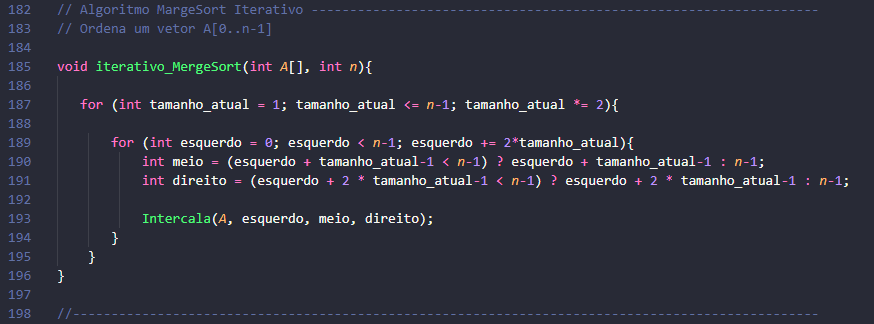 182 // Algoritmo MargeSort Iterativo ------------------------------------------------------------------
183 // Ordena um vetor A[0..n-1]
184
185 void iterativo_MergeSort(int A[], int n){
186
187 for (int tamanho_atual = 1; tamanho_atual <= n-1; tamanho_atual *= 2){
188
189 for (int esquerdo = 0; esquerdo < n-1; esquerdo += 2*tamanho_atual){
190 int meio = (esquerdo + tamanho_atual-1 < n-1) ? esquerdo + tamanho_atual-1 : n-1;
191 int direito = (esquerdo + 2 * tamanho_atual-1 < n-1) ? esquerdo + 2 * tamanho_atual-1 : n-1;
192
193 Intercala(A, esquerdo, meio, direito);
194 }
195 }
196 }
197
198 //-------------------------------------------------------------------------------------------------